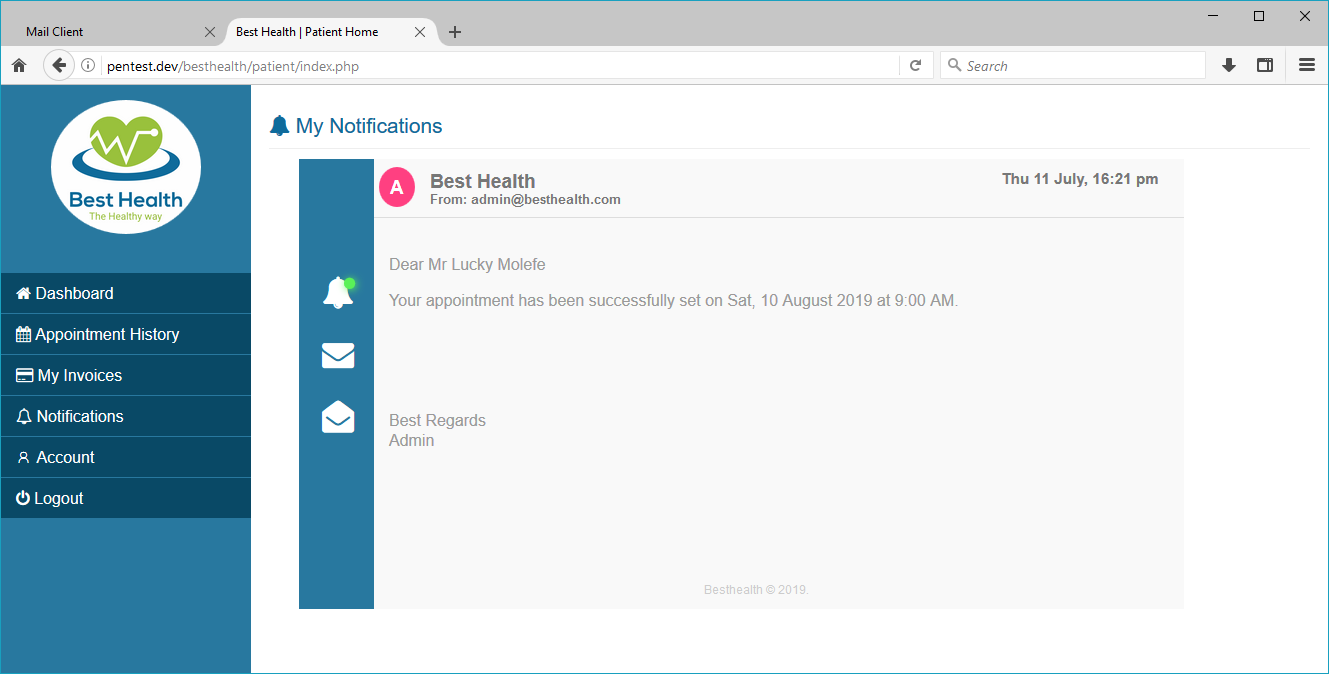 Mail Client
Best Health | Patient Home
pentest.dev/besthealth/patient/index.php
Search
Best Health
The Healthy way
Dashboard
Appointment History
My Invoices
Notifications
Account
Logout
My Notifications
A
Best Health
From: admin@besthealth.com
Thu 11 July, 16:21 pm
Dear Mr Lucky Molefe
Your appointment has been successfully set on Sat, 10 August 2019 at 9:00 AM.
Best Regards
Admin
Besthealth © 2019.